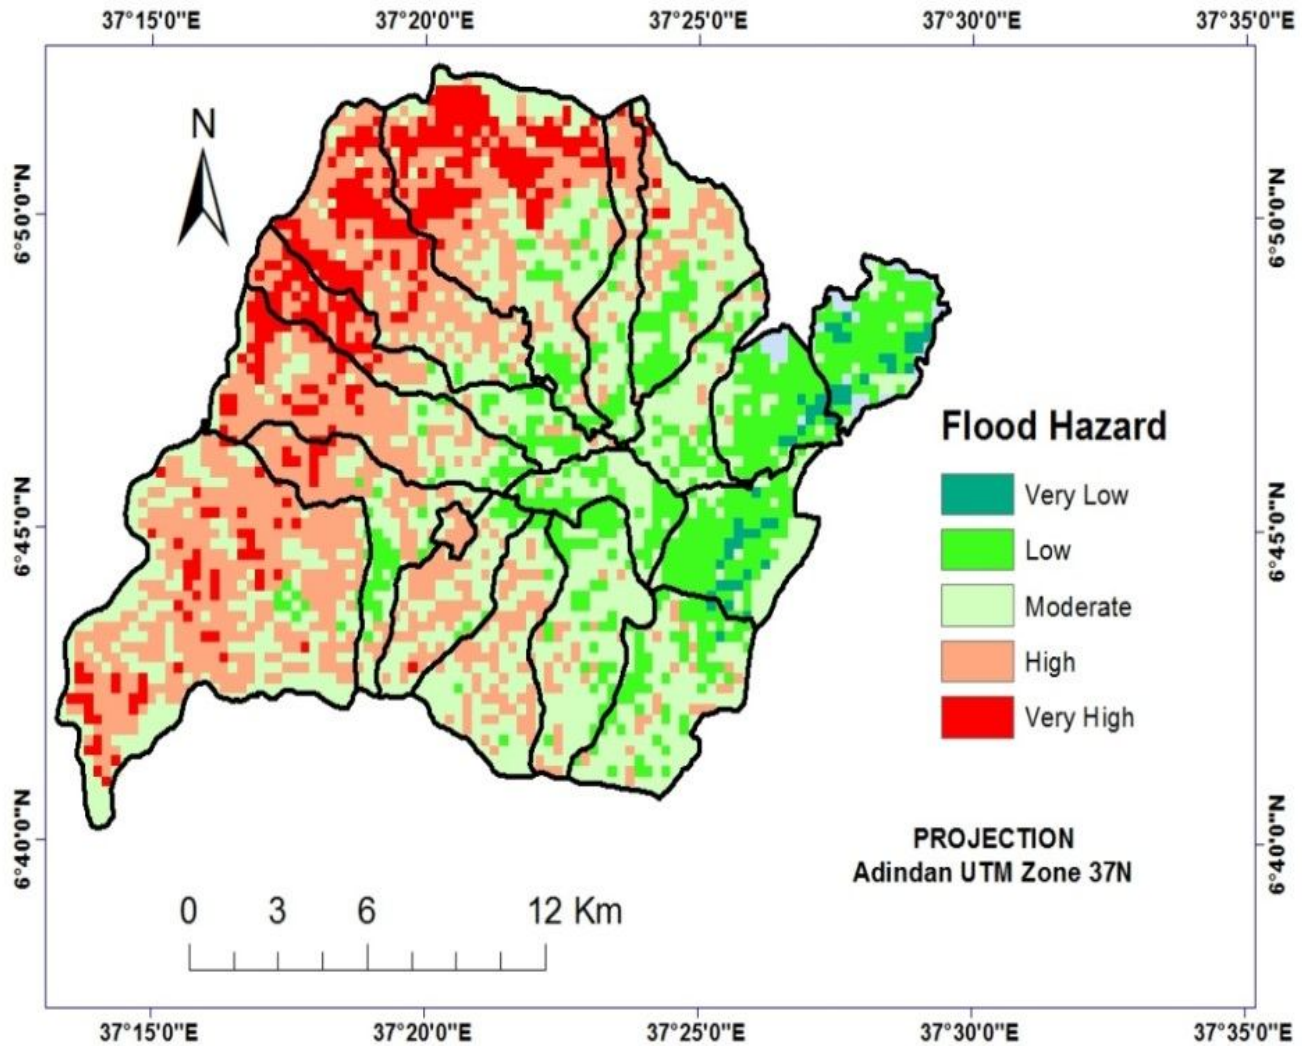 37°15'0"E 37°20'0"E 37°25'0"E 37°30'0"E 37°35'0"E
N
6°50'0"N
6°50'0"N
Flood Hazard
Very Low
Low
Moderate
High
Very High
6°45'0"N
6°45'0"N
6°40'0"N
6°40'0"N
PROJECTION
Adindan UTM Zone 37N
0 3 6 12 Km
37°15'0"E 37°20'0"E 37°25'0"E 37°30'0"E 37°35'0"E